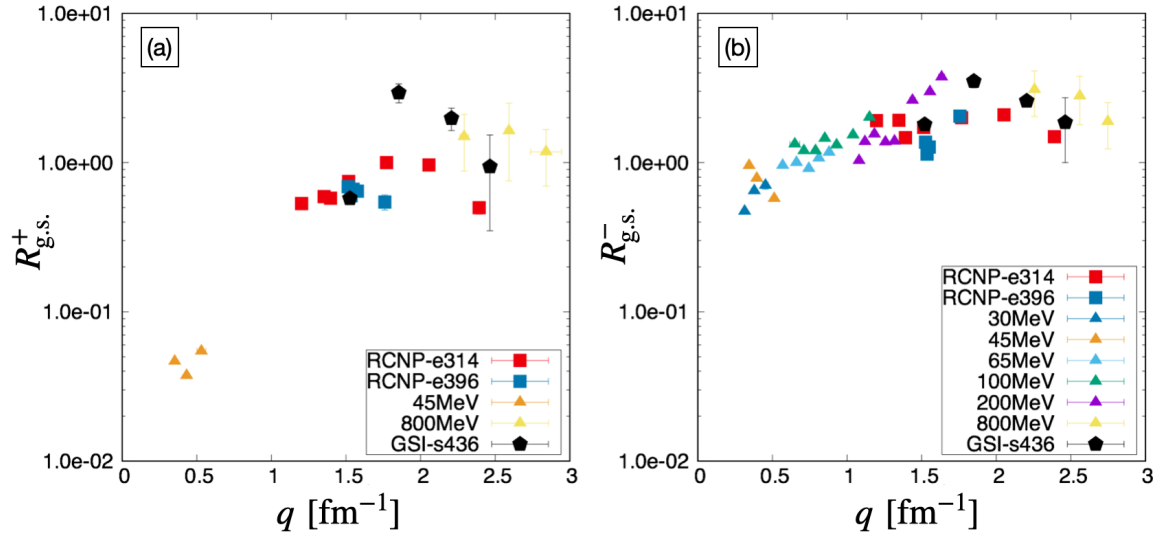 (a)
1.0e+01
1.0e+00
1.0e-01
1.0e-02
R+g.s.
0 0.5 1 1.5 2 2.5 3
q [fm−1]
RCNP-e314
RCNP-e396
45MeV
800MeV
GSI-s436
(b)
1.0e+01
1.0e+00
1.0e-01
1.0e-02
R−g.s.
0 0.5 1 1.5 2 2.5 3
q [fm−1]
RCNP-e314
RCNP-e396
30MeV
45MeV
65MeV
100MeV
200MeV
800MeV
GSI-s436